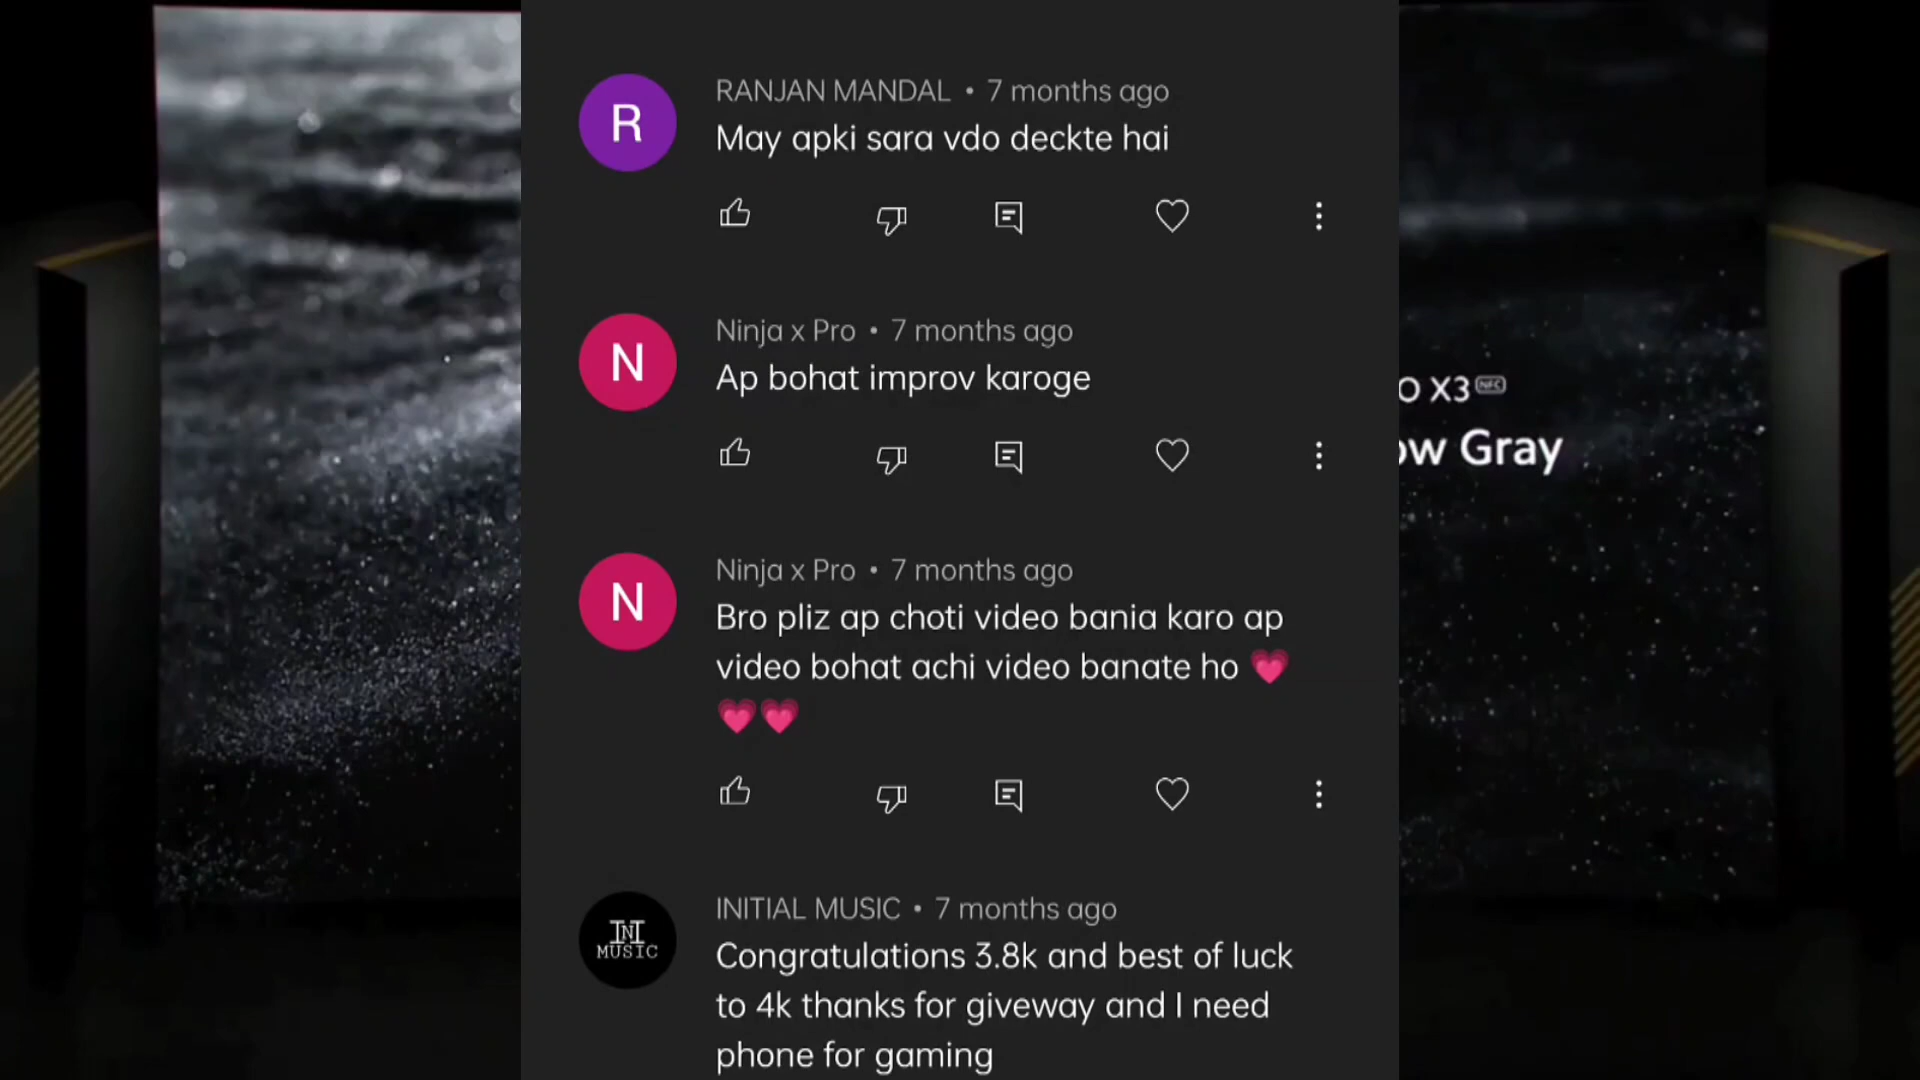 R
RANJAN MANDAL • 7 months ago
May apki sara vdo deckte hai
N
Ninja x Pro • 7 months ago
Ap bohat improv karoge
N
Ninja x Pro • 7 months ago
Bro pliz ap choti video bania karo ap
video bohat achi video banate ho 💗
💗💗
INI
MUSIC
INITIAL MUSIC • 7 months ago
Congratulations 3.8k and best of luck
to 4k thanks for giveway and I need
phone for gaming
O X3 NFC
ow Gray